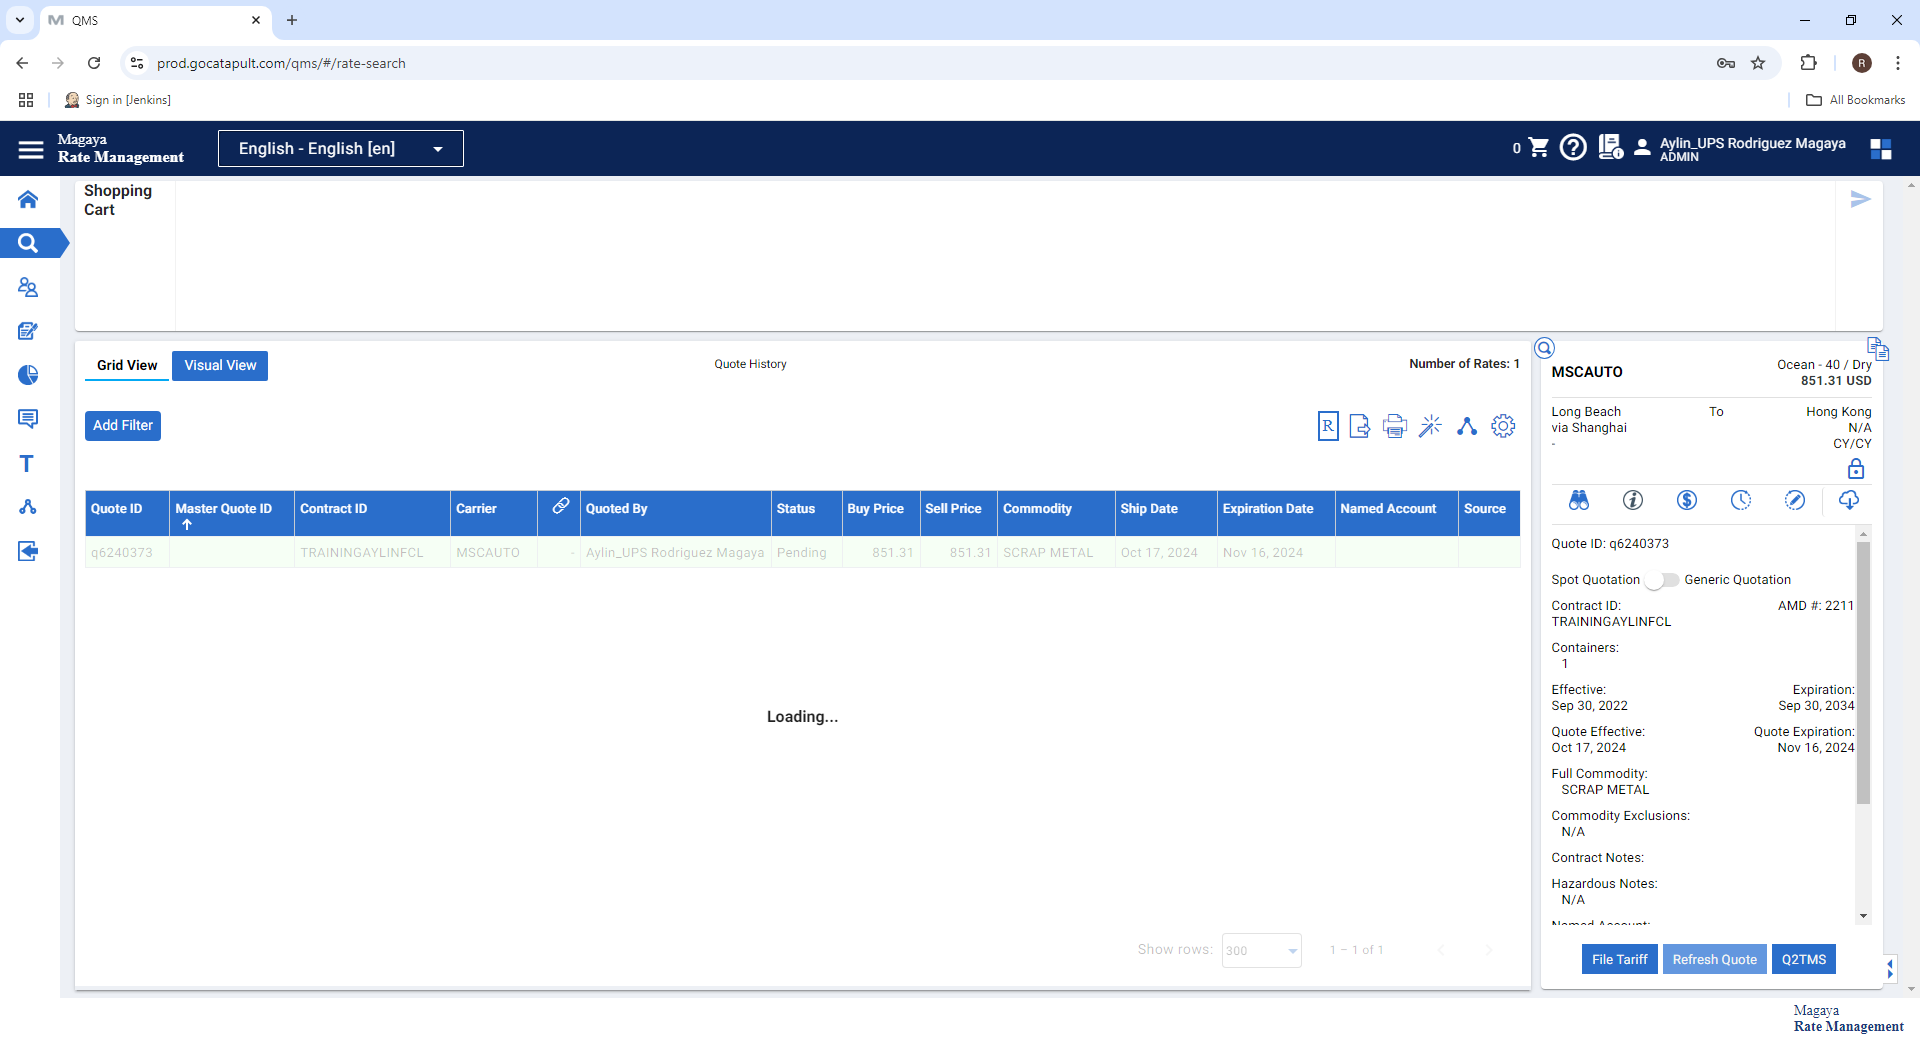 QMS
prod.gocatapult.com/qms/#/rate-search
R
Sign in [Jenkins]
All Bookmarks
Magaya
Rate Management
English - English [en]
0
Aylin_UPS Rodriguez Magaya
ADMIN
Shopping
Cart
Grid View
Visual View
Quote History
Number of Rates: 1
Add Filter
R
Quote ID
Master Quote ID
Contract ID
Carrier
Quoted By
Status
Buy Price
Sell Price
Commodity
Ship Date
Expiration Date
Named Account
Source
q6240373
TRAININGAYLINFCL
MSCAUTO
-
Aylin_UPS Rodriguez Magaya
Pending
851.31
851.31
SCRAP METAL
Oct 17, 2024
Nov 16, 2024
Loading...
Show rows:
300
1 – 1 of 1
MSCAUTO
Ocean - 40 / Dry
851.31 USD
Long Beach
To
Hong Kong
via Shanghai
N/A
-
CY/CY
Quote ID: q6240373
Spot Quotation
Generic Quotation
Contract ID:
AMD #: 2211
TRAININGAYLINFCL
Containers:
1
Effective:
Expiration:
Sep 30, 2022
Sep 30, 2034
Quote Effective:
Quote Expiration:
Oct 17, 2024
Nov 16, 2024
Full Commodity:
SCRAP METAL
Commodity Exclusions:
N/A
Contract Notes:
Hazardous Notes:
N/A
Named Account:
File Tariff
Refresh Quote
Q2TMS
Magaya
Rate Management